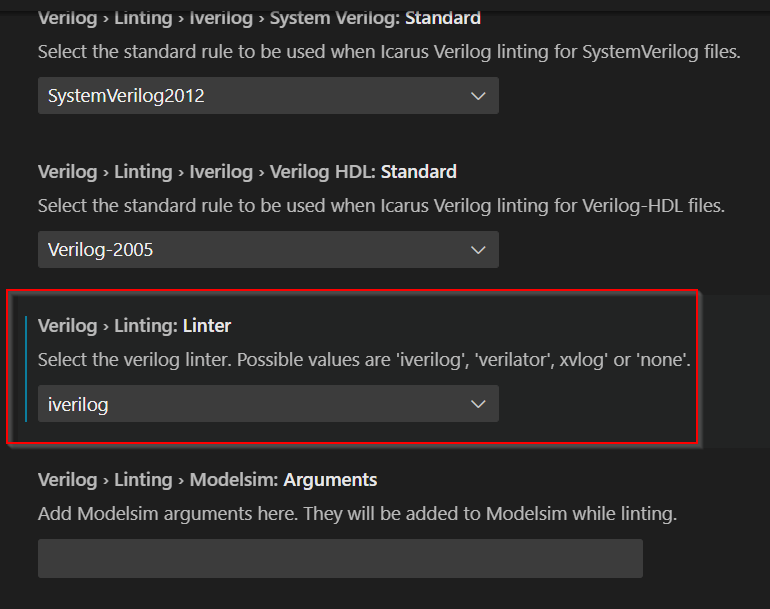 Verilog › Linting › Iverilog › System Verilog: Standard
Select the standard rule to be used when Icarus Verilog linting for SystemVerilog files.
SystemVerilog2012
Verilog › Linting › Iverilog › Verilog HDL: Standard
Select the standard rule to be used when Icarus Verilog linting for Verilog-HDL files.
Verilog-2005
Verilog › Linting: Linter
Select the verilog linter. Possible values are 'iverilog', 'verilator', xvlog' or 'none'.
iverilog
Verilog › Linting › Modelsim: Arguments
Add Modelsim arguments here. They will be added to Modelsim while linting.